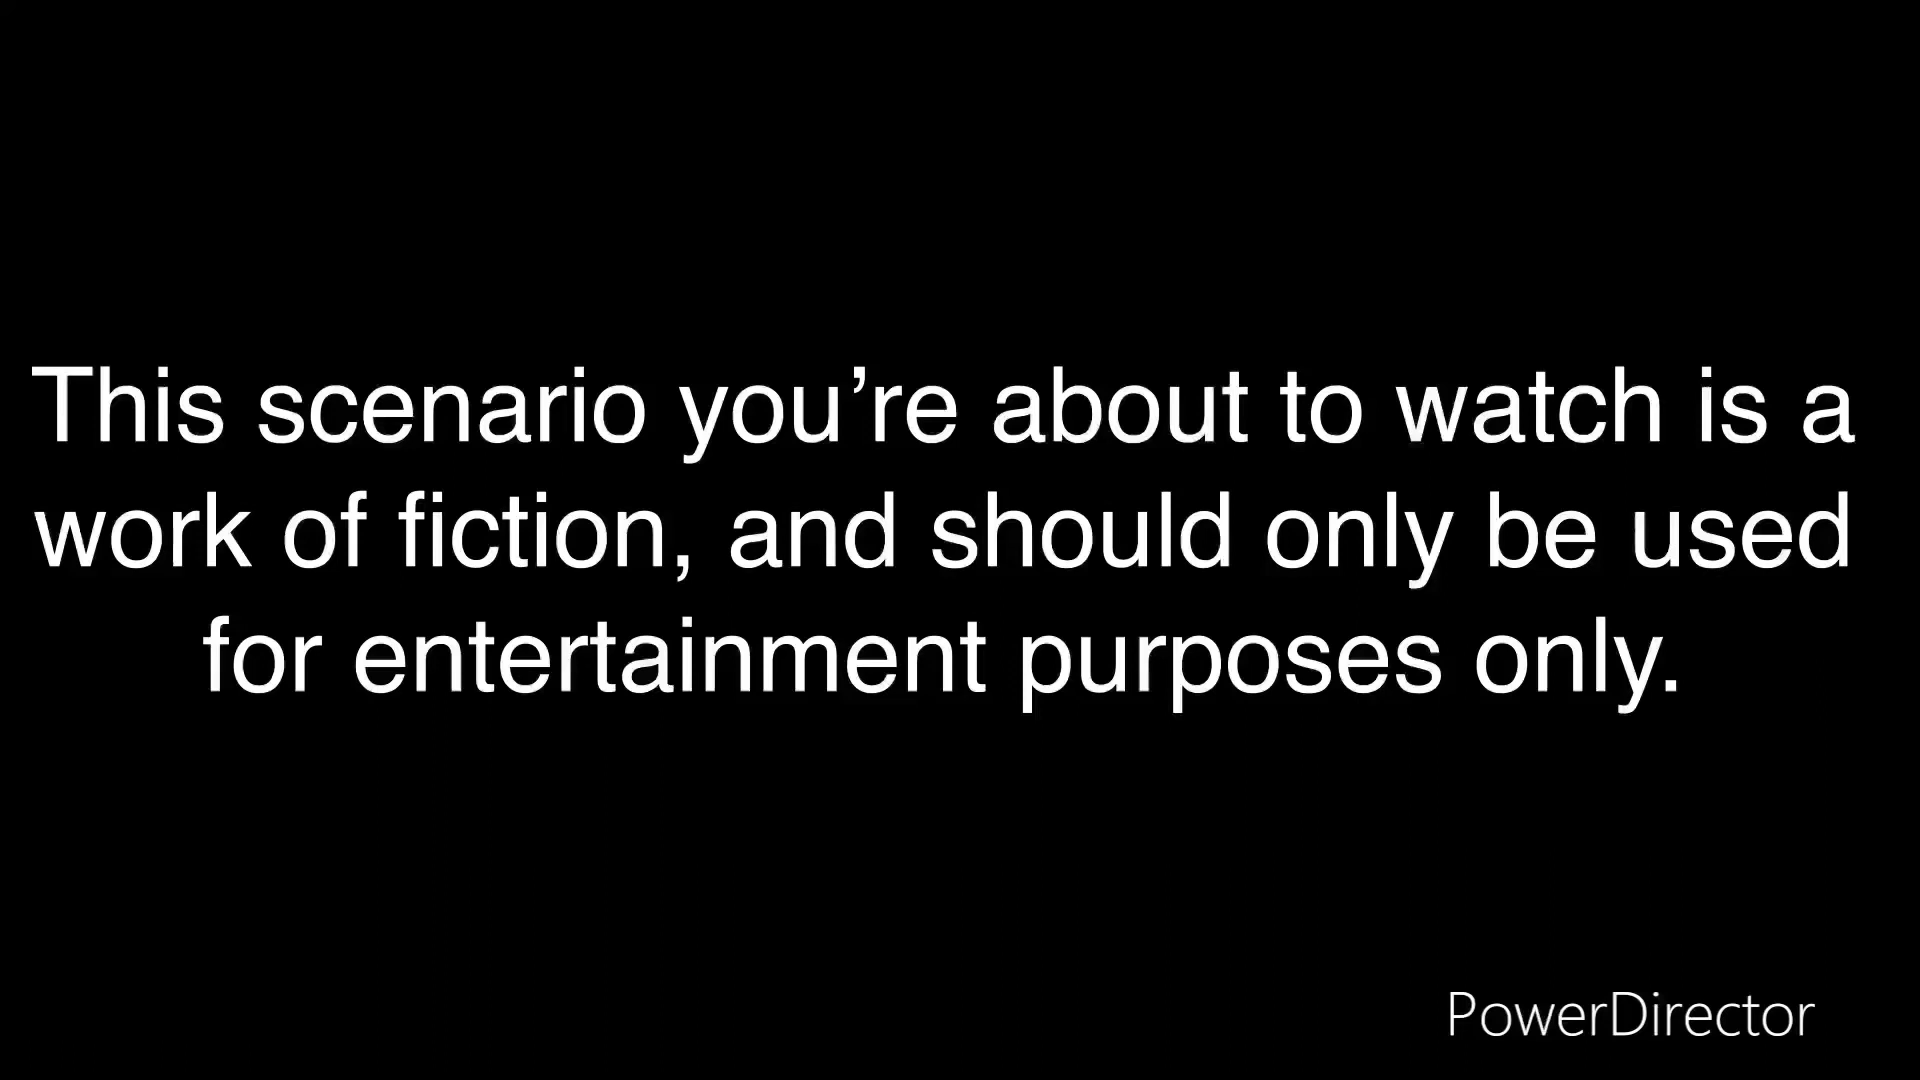 This scenario you’re about to watch is a
work of fiction, and should only be used
for entertainment purposes only.
PowerDirector